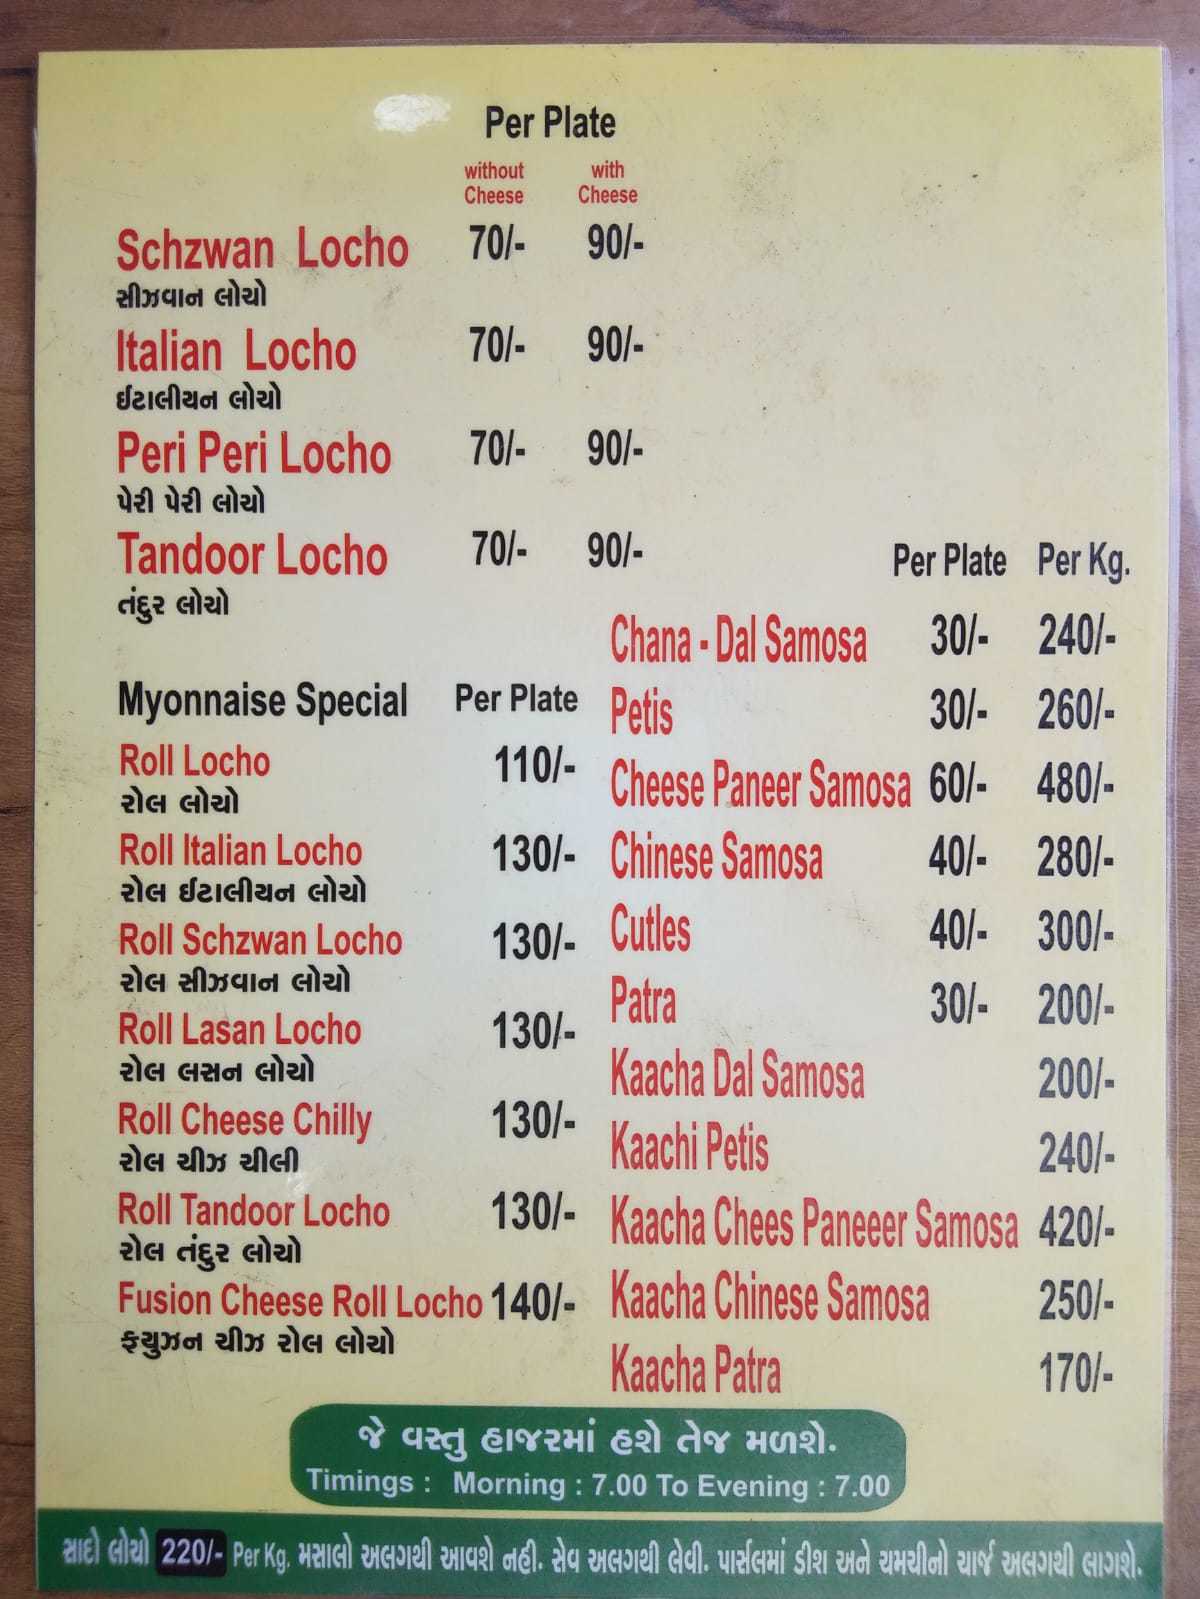 Per Plate
without Cheese with Cheese
Schzwan Locho 70/- 90/-
સીઝવાન લોચો
Italian Locho 70/- 90/-
ઈટાલીયન લોચો
Peri Peri Locho 70/- 90/-
પેરી પેરી લોચો
Tandoor Locho 70/- 90/-
તંદુર લોચો
Myonnaise Special Per Plate
Roll Locho 110/-
રોલ લોચો
Roll Italian Locho 130/-
રોલ ઈટાલીયન લોચો
Roll Schzwan Locho 130/-
રોલ સીઝવાન લોચો
Roll Lasan Locho 130/-
રોલ લસન લોચો
Roll Cheese Chilly 130/-
રોલ ચીઝ ચીલી
Roll Tandoor Locho 130/-
રોલ તંદુર લોચો
Fusion Cheese Roll Locho 140/-
ફ્યુઝન ચીઝ રોલ લોચો
Per Plate Per Kg.
Chana - Dal Samosa 30/- 240/-
Petis 30/- 260/-
Cheese Paneer Samosa 60/- 480/-
Chinese Samosa 40/- 280/-
Cutles 40/- 300/-
Patra 30/- 200/-
Kaacha Dal Samosa 200/-
Kaachi Petis 240/-
Kaacha Chees Paneeer Samosa 420/-
Kaacha Chinese Samosa 250/-
Kaacha Patra 170/-
જે વસ્તુ હાજરમાં હશે તેજ મળશે.
Timings : Morning : 7.00 To Evening : 7.00
સાદો લોચો 220/- Per Kg. મસાલો અલગથી આવશે નહી. સેવ અલગથી લેવી. પાર્સલમાં ડીશ અને ચમચીનો ચાર્જ અલગથી લાગશે.